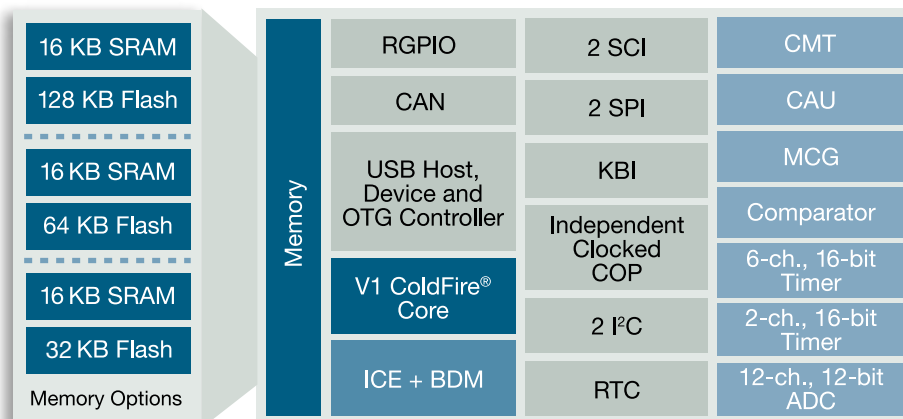 16 KB SRAM
128 KB Flash
16 KB SRAM
64 KB Flash
16 KB SRAM
32 KB Flash
Memory Options
Memory
RGPIO
CAN
USB Host,
Device and
OTG Controller
V1 ColdFire®
Core
ICE + BDM
2 SCI
2 SPI
KBI
Independent
Clocked
COP
2 I²C
RTC
CMT
CAU
MCG
Comparator
6-ch., 16-bit
Timer
2-ch., 16-bit
Timer
12-ch., 12-bit
ADC